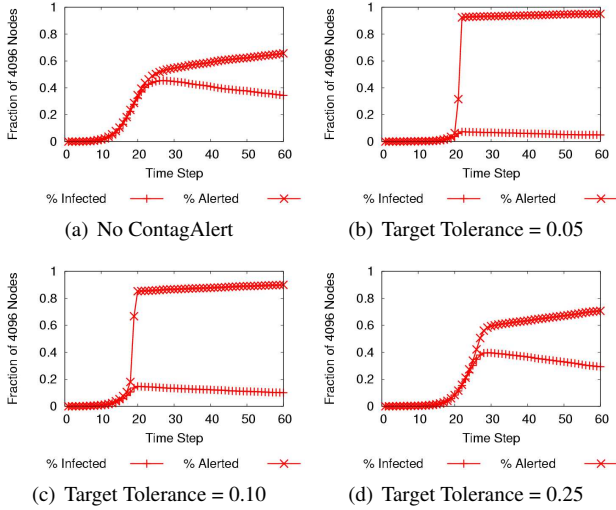 Fraction of 4096 Nodes
1
0.8
0.6
0.4
0.2
0
0 10 20 30 40 50 60
Time Step
% Infected % Alerted
(a) No ContagAlert
Fraction of 4096 Nodes
1
0.8
0.6
0.4
0.2
0
0 10 20 30 40 50 60
Time Step
% Infected % Alerted
(b) Target Tolerance = 0.05
Fraction of 4096 Nodes
1
0.8
0.6
0.4
0.2
0
0 10 20 30 40 50 60
Time Step
% Infected % Alerted
(c) Target Tolerance = 0.10
Fraction of 4096 Nodes
1
0.8
0.6
0.4
0.2
0
0 10 20 30 40 50 60
Time Step
% Infected % Alerted
(d) Target Tolerance = 0.25